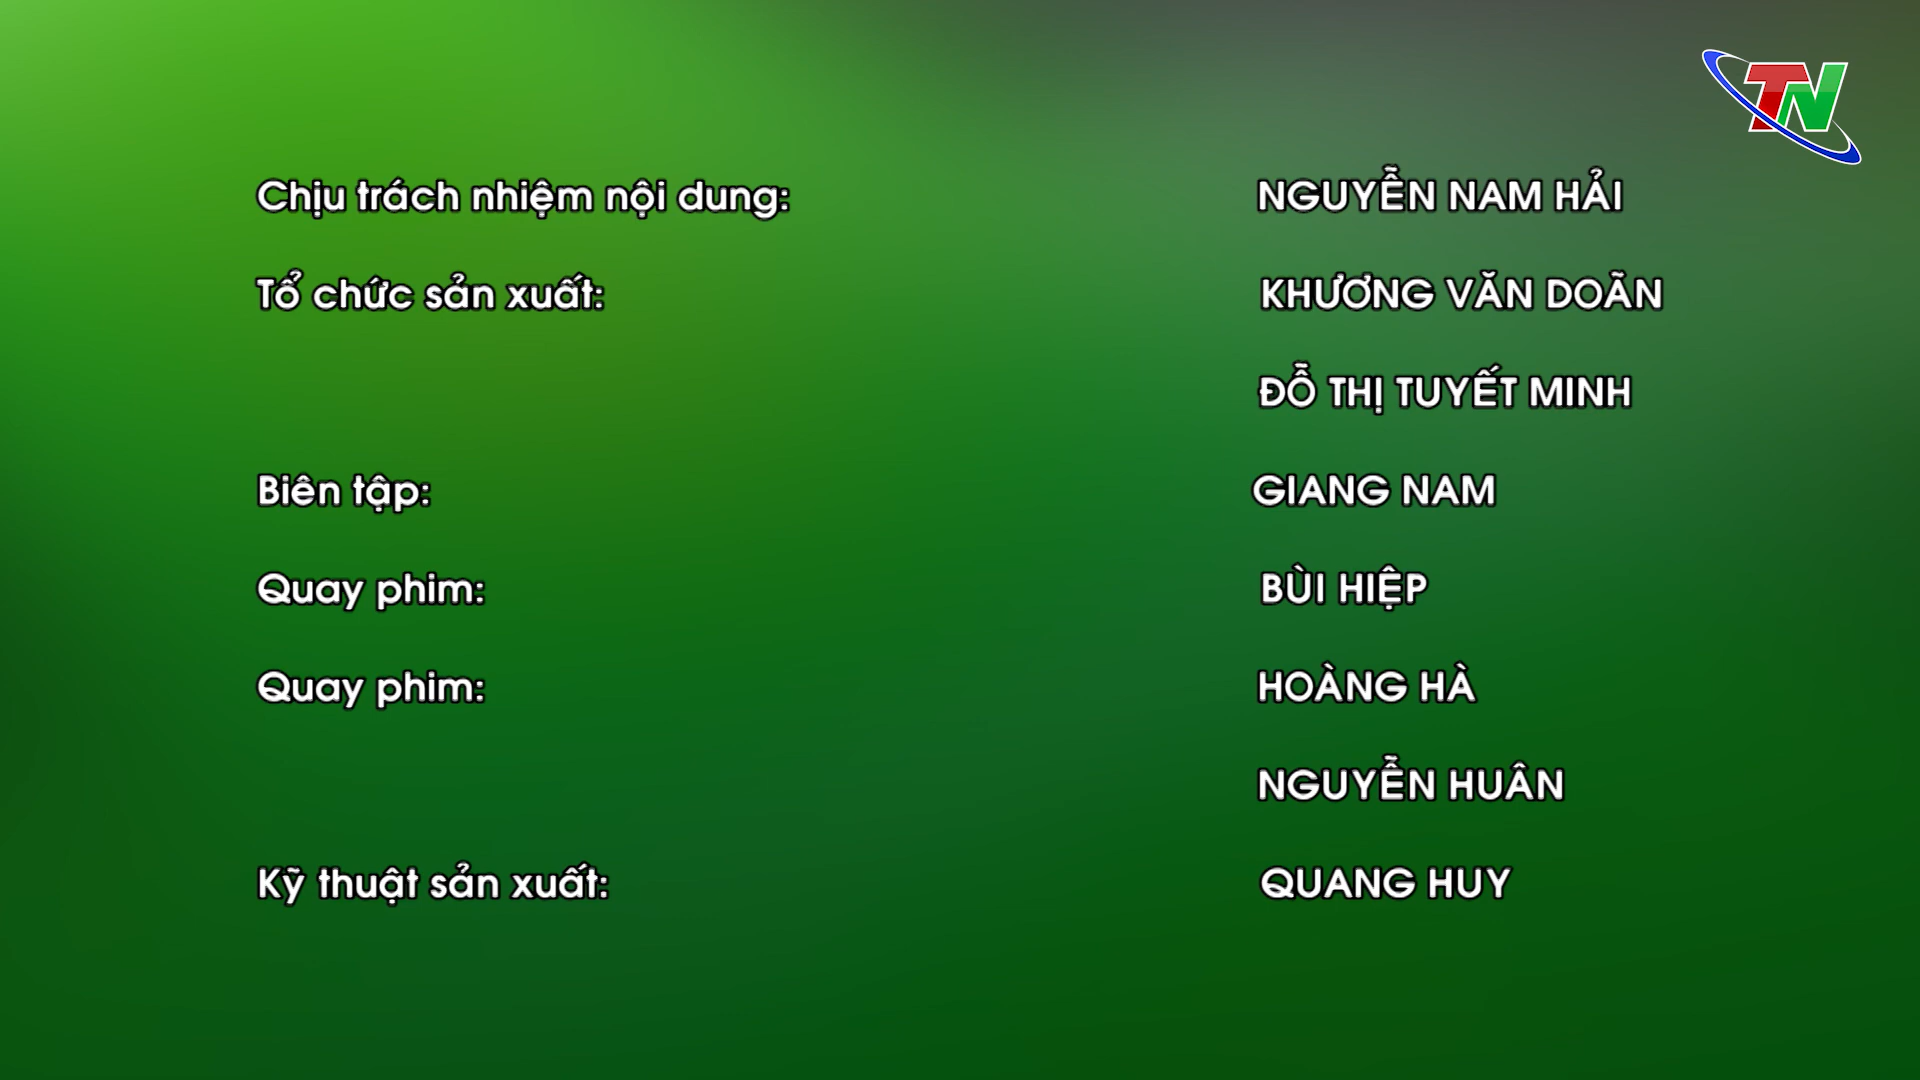 TN
Chịu trách nhiệm nội dung: NGUYỄN NAM HẢI
Tổ chức sản xuất: KHƯƠNG VĂN DOÃN
ĐỖ THỊ TUYẾT MINH
Biên tập: GIANG NAM
Quay phim: BÙI HIỆP
Quay phim: HOÀNG HÀ
NGUYỄN HUÂN
Kỹ thuật sản xuất: QUANG HUY